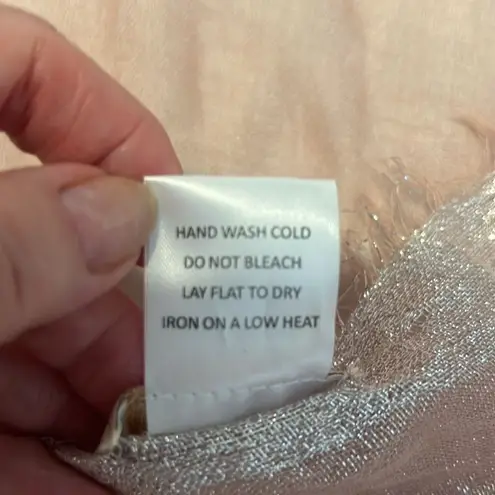 HAND WASH COLD
DO NOT BLEACH
LAY FLAT TO DRY
IRON ON A LOW HEAT